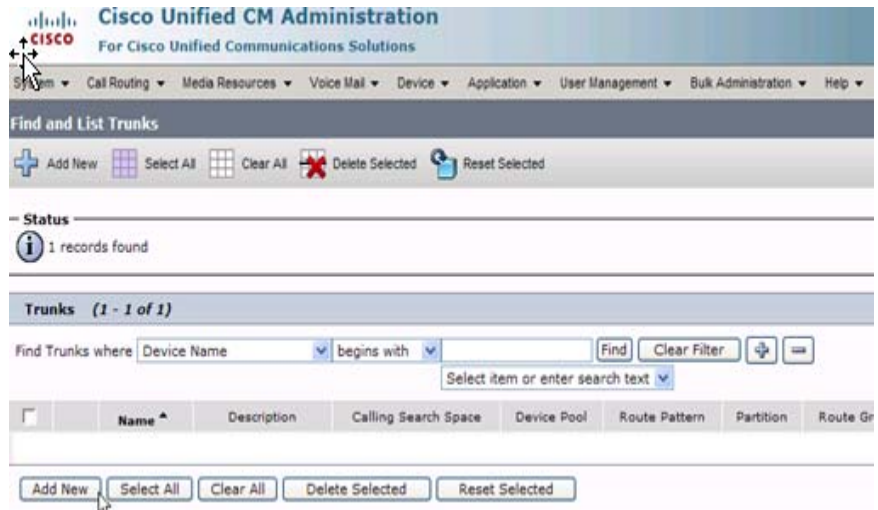 Cisco Unified CM Administration
CISCO
For Cisco Unified Communications Solutions
System Call Routing Media Resources Voice Mail Device Application User Management Bulk Administration Help
Find and List Trunks
Add New Select All Clear All Delete Selected Reset Selected
Status
i 1 records found
Trunks (1 - 1 of 1)
Find Trunks where Device Name begins with Find Clear Filter
Select item or enter search text
Name Description Calling Search Space Device Pool Route Pattern Partition Route Gr
Add New Select All Clear All Delete Selected Reset Selected